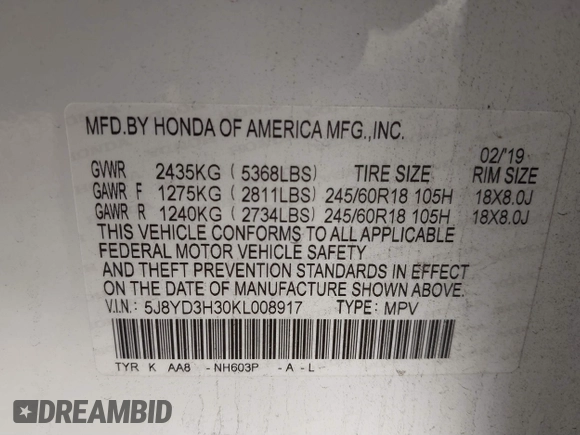 MFD.BY HONDA OF AMERICA MFG.,INC.
02/'19
GVWR 2435KG ( 5368LBS) TIRE SIZE RIM SIZE
GAWR F 1275KG ( 2811LBS) 245/60R18 105H 18X8.0J
GAWR R 1240KG ( 2734LBS) 245/60R18 105H 18X8.0J
THIS VEHICLE CONFORMS TO ALL APPLICABLE
FEDERAL MOTOR VEHICLE SAFETY
AND THEFT PREVENTION STANDARDS IN EFFECT
ON THE DATE OF MANUFACTURE SHOWN ABOVE.
V.I.N.: 5J8YD3H30KL008917 TYPE: MPV
TYR K AA8 -NH603P -A -L
DREAMBID